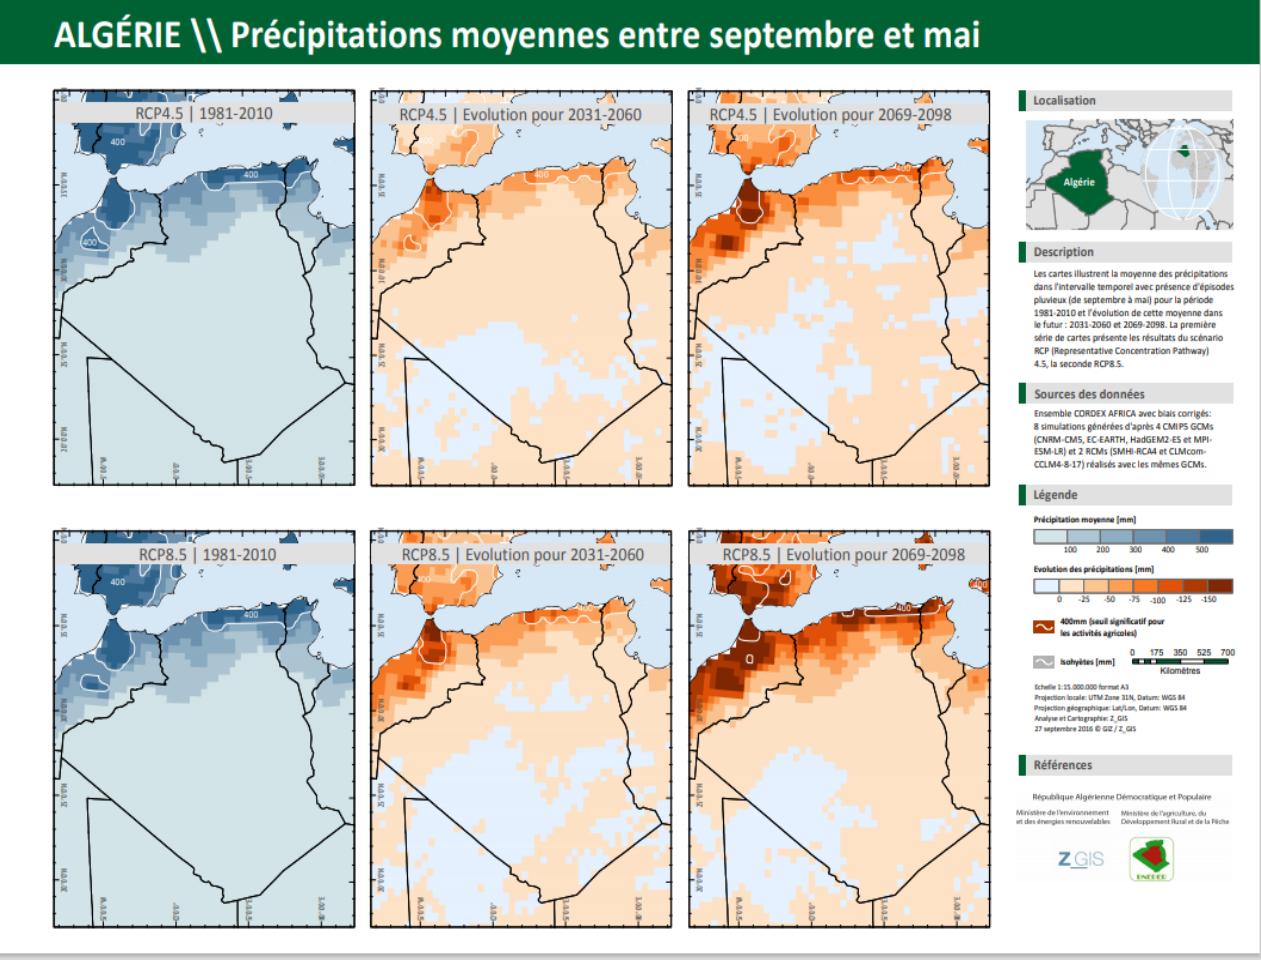 ALGÉRIE \\ Précipitations moyennes entre septembre et mai
RCP4.5 | 1981-2010
400
400
400
RCP4.5 | Evolution pour 2031-2060
400
400
RCP4.5 | Evolution pour 2069-2098
400
400
RCP8.5 | 1981-2010
400
400
RCP8.5 | Evolution pour 2031-2060
400
400
RCP8.5 | Evolution pour 2069-2098
400
400
Localisation
Algérie
Description
Les cartes illustrent la moyenne des précipitations
dans l'intervalle temporel avec présence d'épisodes
pluvieux (de septembre à mai) pour la période
1981-2010 et l'évolution de cette moyenne dans
le futur : 2031-2060 et 2069-2098. La première
série de cartes présente les résultats du scénario
RCP (Representative Concentration Pathway)
4.5, la seconde RCP8.5.
Sources des données
Ensemble CORDEX AFRICA avec biais corrigés:
8 simulations générées d'après 4 CMIP5 GCMs
(CNRM-CM5, EC-EARTH, HadGEM2-ES et MPI-
ESM-LR) et 2 RCMs (SMHI-RCA4 et CLMcom-
CCLM4-8-17) réalisés avec les mêmes GCMs.
Légende
Précipitation moyenne [mm]
100 200 300 400 500
Evolution des précipitations [mm]
0 -25 -50 -75 -100 -125 -150
400mm (seuil significatif pour
les activités agricoles)
Isohyètes [mm]
0 175 350 525 700
Kilomètres
Echelle 1:15.000.000 format A3
Projection locale: UTM Zone 31N, Datum: WGS 84
Projection géographique: Lat/Lon, Datum: WGS 84
Analyse et Cartographie: Z_GIS
27 septembre 2016 © GIZ / Z_GIS
Références
République Algérienne Démocratique et Populaire
Ministère de l'environnement
et des énergies renouvelables
Ministère de l'agriculture, du
Développement Rural et de la Pêche
Z_GIS
BNEDER